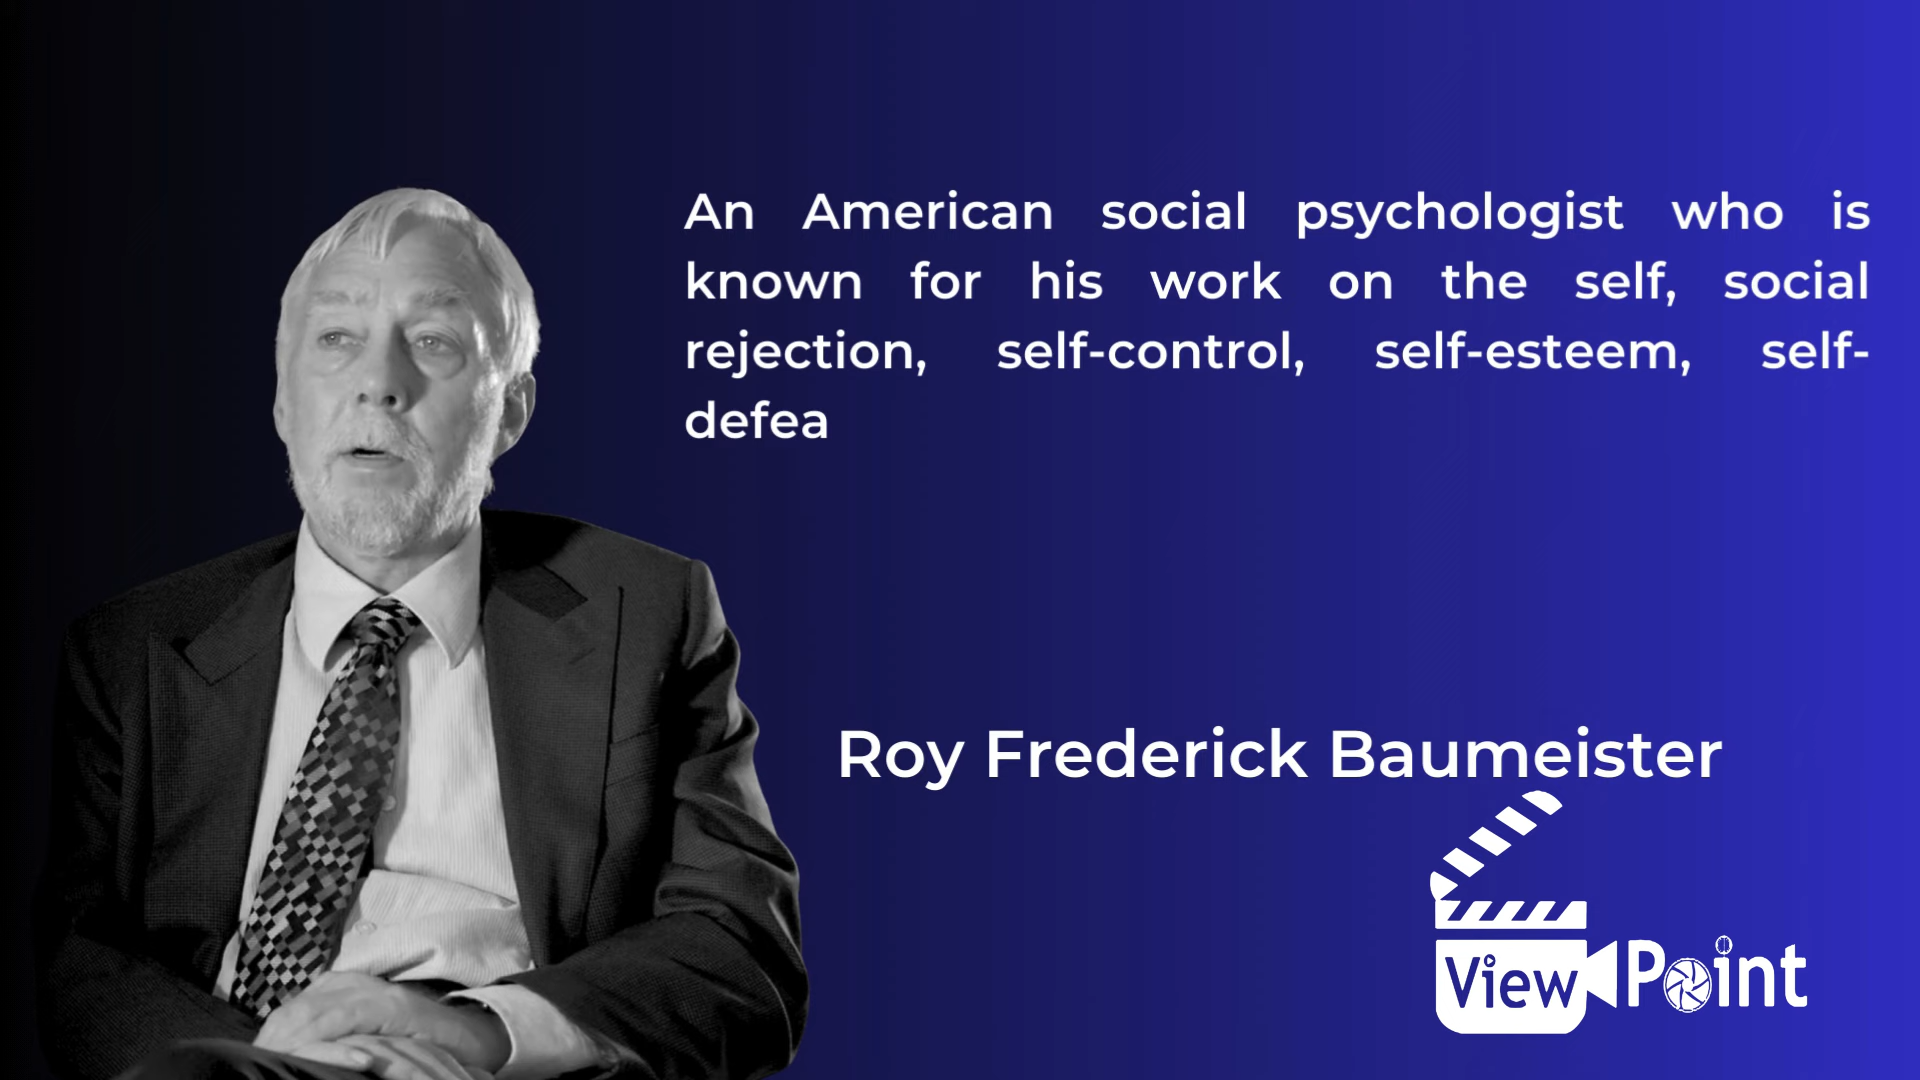 An American social psychologist who is
known for his work on the self, social
rejection, self-control, self-esteem, self-
defea
Roy Frederick Baumeister
View Point